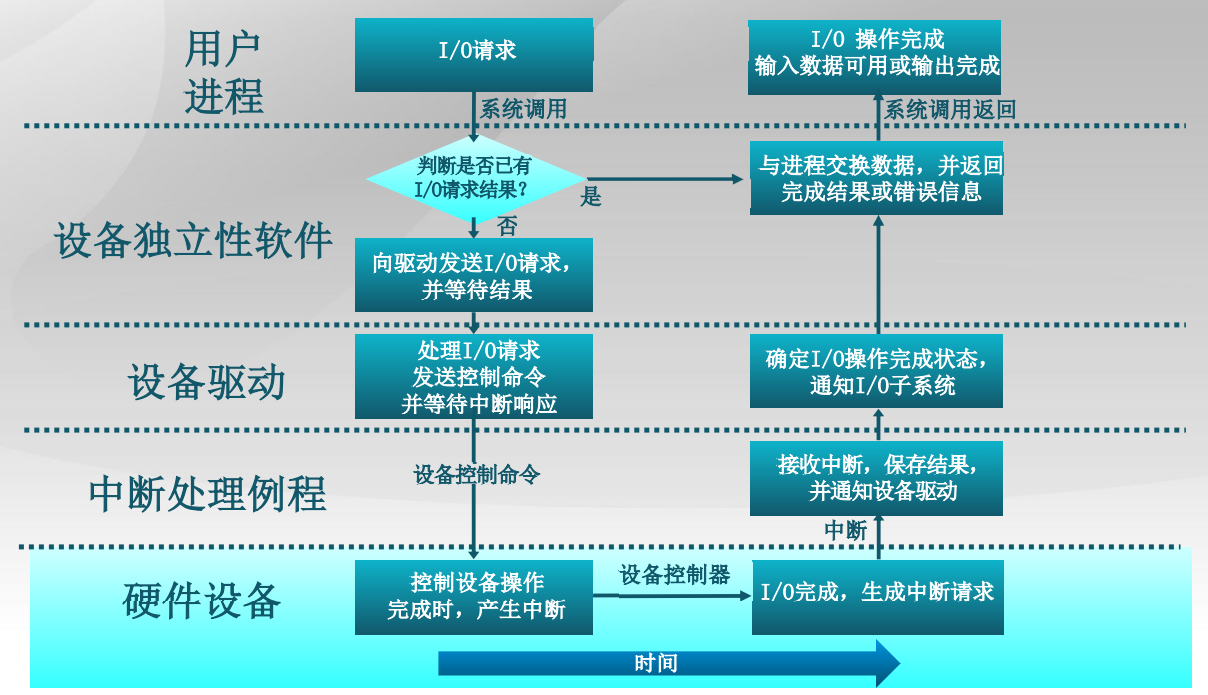 用户
进程
I/O请求
I/O 操作完成
输入数据可用或输出完成
系统调用
系统调用返回
设备独立性软件
判断是否已有
I/O请求结果？
是
否
与进程交换数据，并返回
完成结果或错误信息
向驱动发送I/O请求，
并等待结果
设备驱动
处理I/O请求
发送控制命令
并等待中断响应
确定I/O操作完成状态，
通知I/O子系统
中断处理例程
设备控制命令
接收中断，保存结果，
并通知设备驱动
中断
硬件设备
控制设备操作
完成时，产生中断
设备控制器
I/O完成，生成中断请求
时间